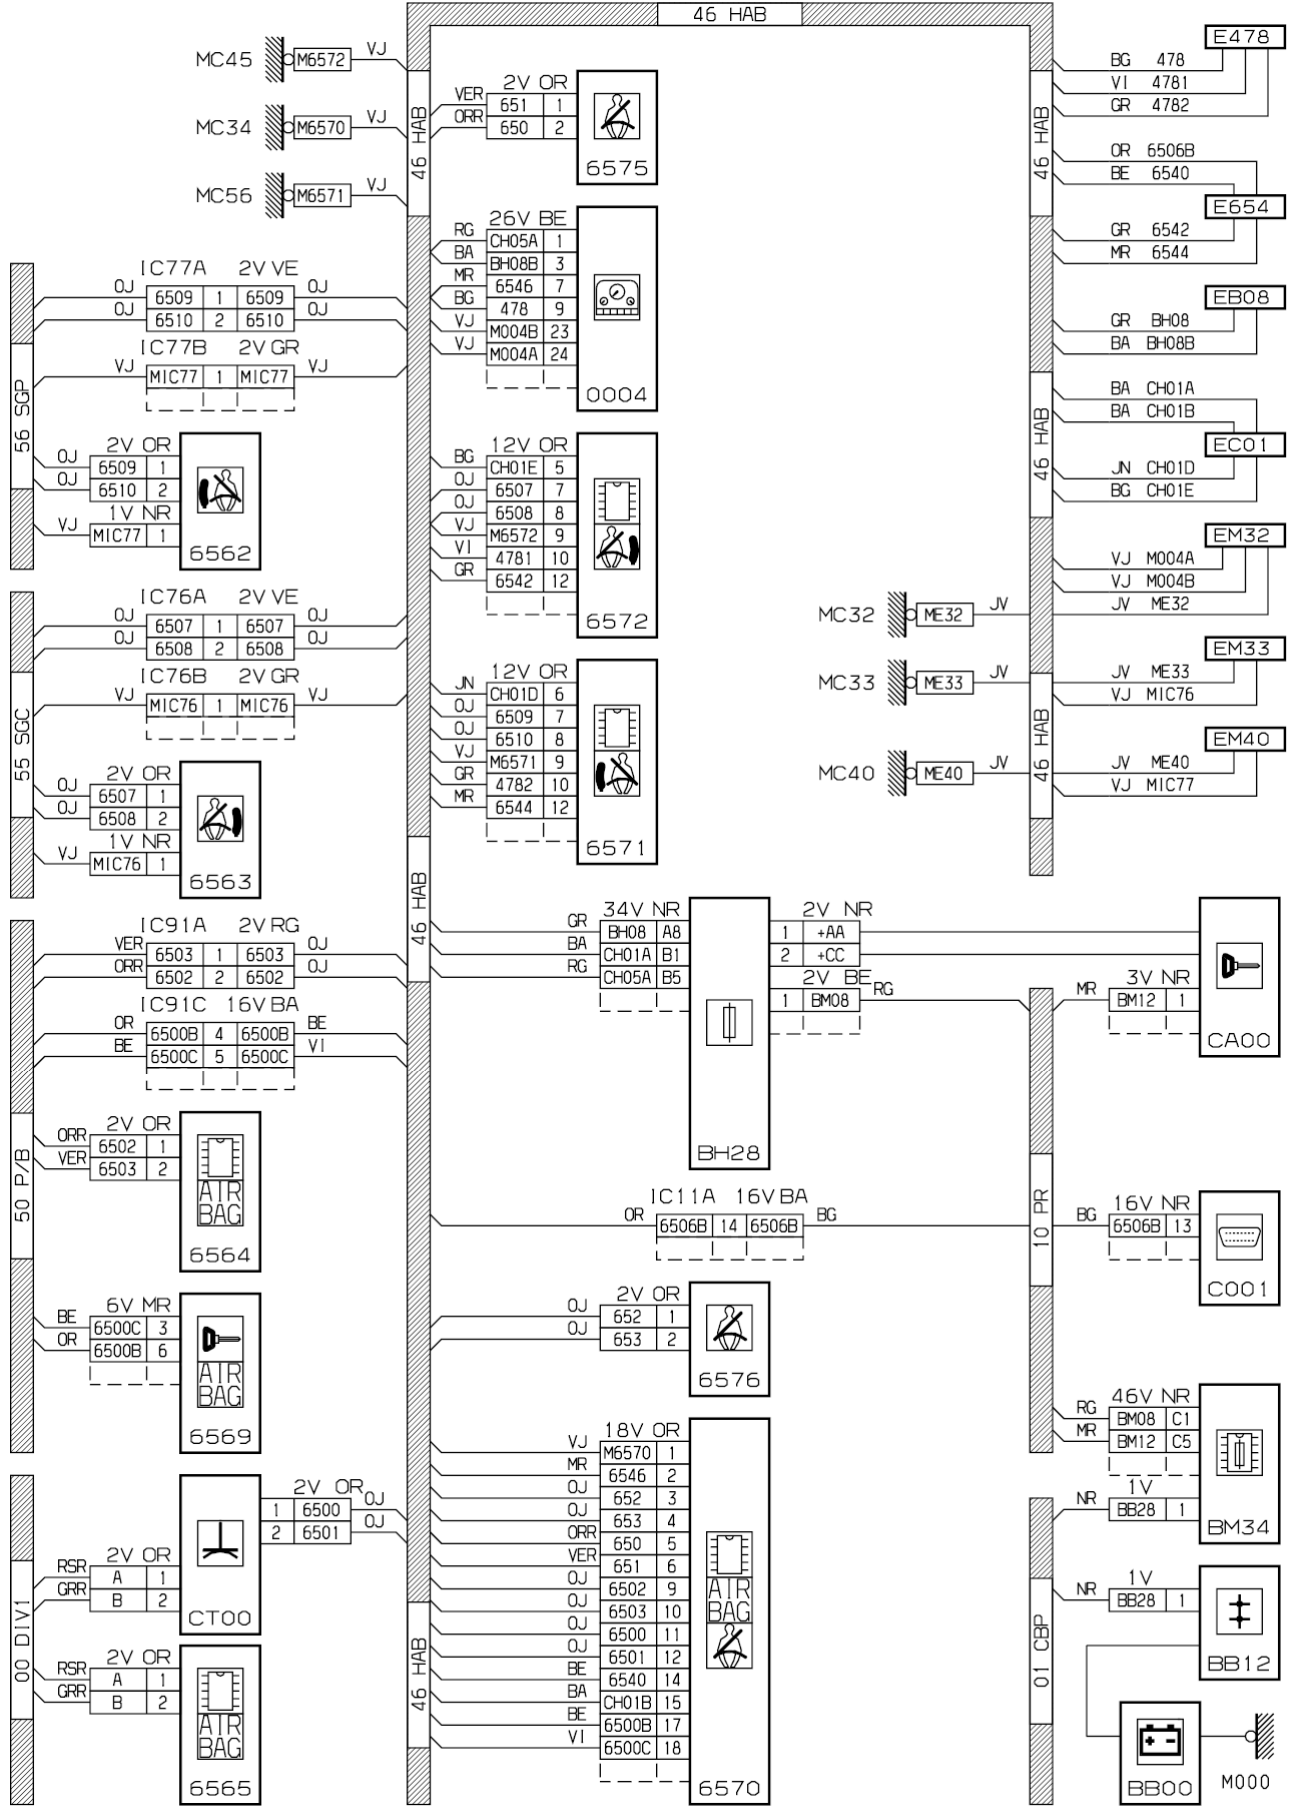 46 HAB
MC45 M6572 VJ
MC34 M6570 VJ
MC56 M6571 VJ
46 HAB
2V OR
VER 651 1
ORR 650 2
6575
26V BE
RG CH05A 1
BA BH08B 3
MR 6546 7
BG 478 9
VJ M004B 23
VJ M004A 24
0004
12V OR
BG CH01E 5
OJ 6507 7
OJ 6508 8
VJ M6572 9
VI 4781 10
GR 6542 12
6572
12V OR
JN CH01D 6
OJ 6509 7
OJ 6510 8
VJ M6571 9
GR 4782 10
MR 6544 12
6571
46 HAB
E478
BG 478
VI 4781
GR 4782
46 HAB
OR 6506B
BE 6540
E654
GR 6542
MR 6544
EB08
GR BH08
BA BH08B
BA CH01A
BA CH01B
46 HAB
EC01
JN CH01D
BG CH01E
EM32
VJ M004A
VJ M004B
MC32 ME32 JV JV ME32
EM33
MC33 ME33 JV JV ME33
VJ MIC76
46 HAB
EM40
MC40 ME40 JV JV ME40
VJ MIC77
IC77A 2V VE
OJ 6509 1 6509 OJ
OJ 6510 2 6510 OJ
IC77B 2V GR
VJ MIC77 1 MIC77 VJ
56 SGP
2V OR
OJ 6509 1
OJ 6510 2
1V NR
VJ MIC77 1
6562
IC76A 2V VE
OJ 6507 1 6507 OJ
OJ 6508 2 6508 OJ
IC76B 2V GR
VJ MIC76 1 MIC76 VJ
55 SGC
2V OR
OJ 6507 1
OJ 6508 2
1V NR
VJ MIC76 1
6563
IC91A 2V RG
VER 6503 1 6503 OJ
ORR 6502 2 6502 OJ
IC91C 16V BA
OR 6500B 4 6500B BE
BE 6500C 5 6500C VI
50 P/B
2V OR
ORR 6502 1
VER 6503 2
AIR
BAG
6564
6V MR
BE 6500C 3
OR 6500B 6
AIR
BAG
6569
2V OR
1 6500 OJ
2 6501 OJ
2V OR
RSR A 1
GRR B 2
CT00
00 DIV1
2V OR
RSR A 1
GRR B 2
AIR
BAG
6565
34V NR
GR BH08 A8
BA CH01A B1
RG CH05A B5
2V NR
1 +AA
2 +CC
2V BE
1 BM08 RG
BH28
3V NR
MR BM12 1
CA00
IC11A 16V BA
OR 6506B 14 6506B BG
10 PR
16V NR
BG 6506B 13
C001
2V OR
OJ 652 1
OJ 653 2
6576
46V NR
RG BM08 C1
MR BM12 C5
1V
NR BB28 1
BM34
46 HAB
18V OR
VJ M6570 1
MR 6546 2
OJ 652 3
OJ 653 4
ORR 650 5
VER 651 6
OJ 6502 9
OJ 6503 10
OJ 6500 11
OJ 6501 12
BE 6540 14
BA CH01B 15
BE 6500B 17
VI 6500C 18
AIR
BAG
6570
01 CBP
1V
NR BB28 1
BB12
BB00
M000